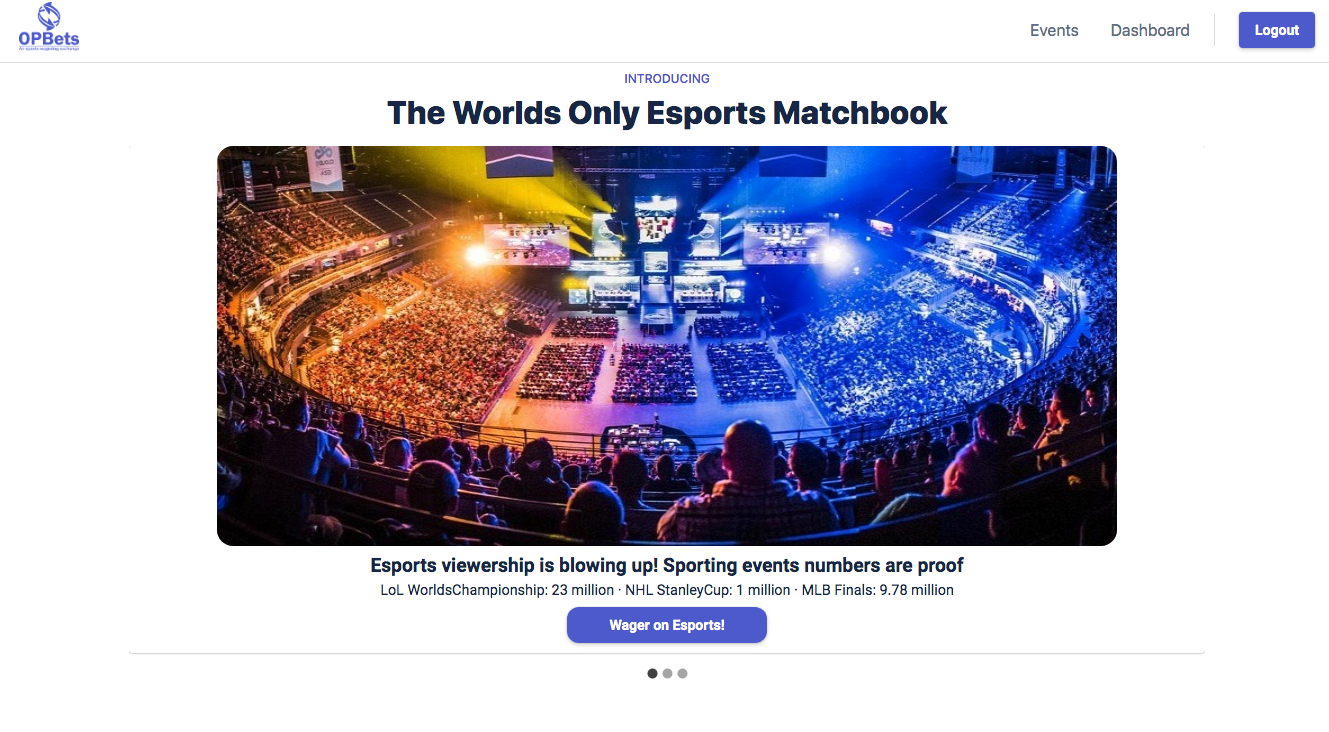 OPBets
An esports wagering exchange
Events
Dashboard
Logout
INTRODUCING
The Worlds Only Esports Matchbook
Esports viewership is blowing up! Sporting events numbers are proof
LoL WorldsChampionship: 23 million · NHL StanleyCup: 1 million · MLB Finals: 9.78 million
Wager on Esports!